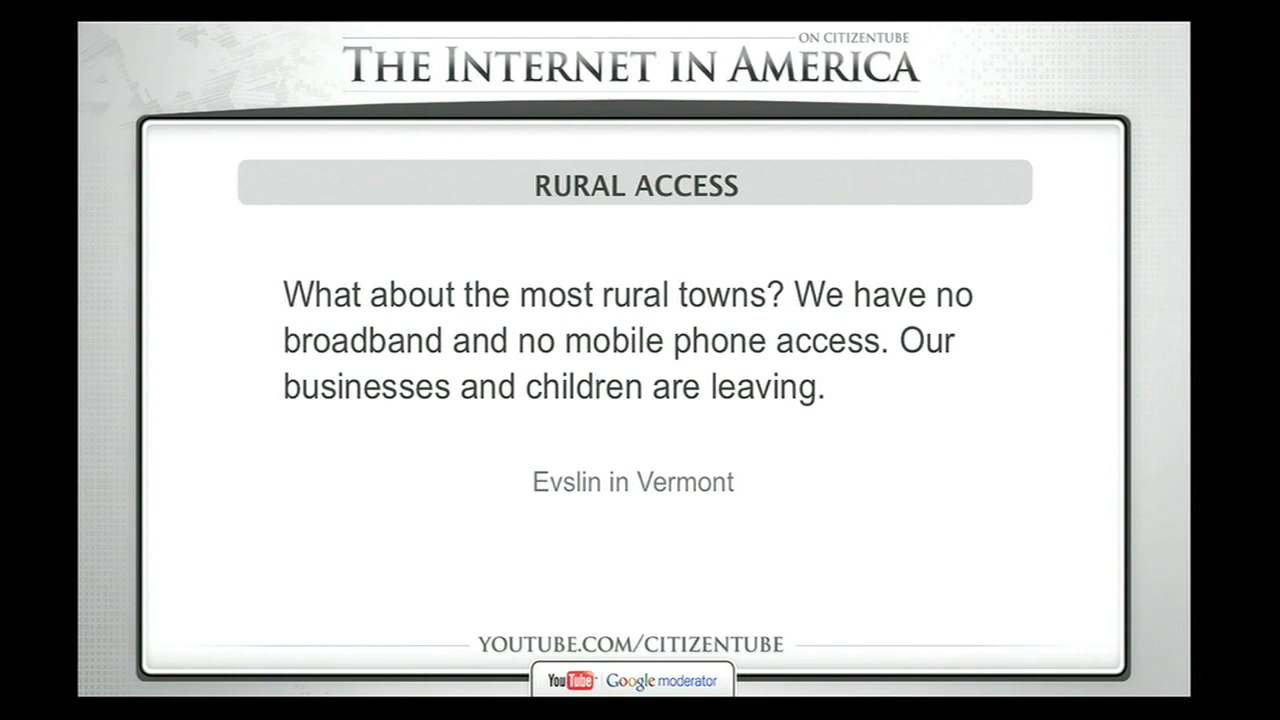 ON CITIZENTUBE
THE INTERNET IN AMERICA
RURAL ACCESS
What about the most rural towns? We have no
broadband and no mobile phone access. Our
businesses and children are leaving.
Evslin in Vermont
YOUTUBE.COM/CITIZENTUBE
YouTube Google moderator